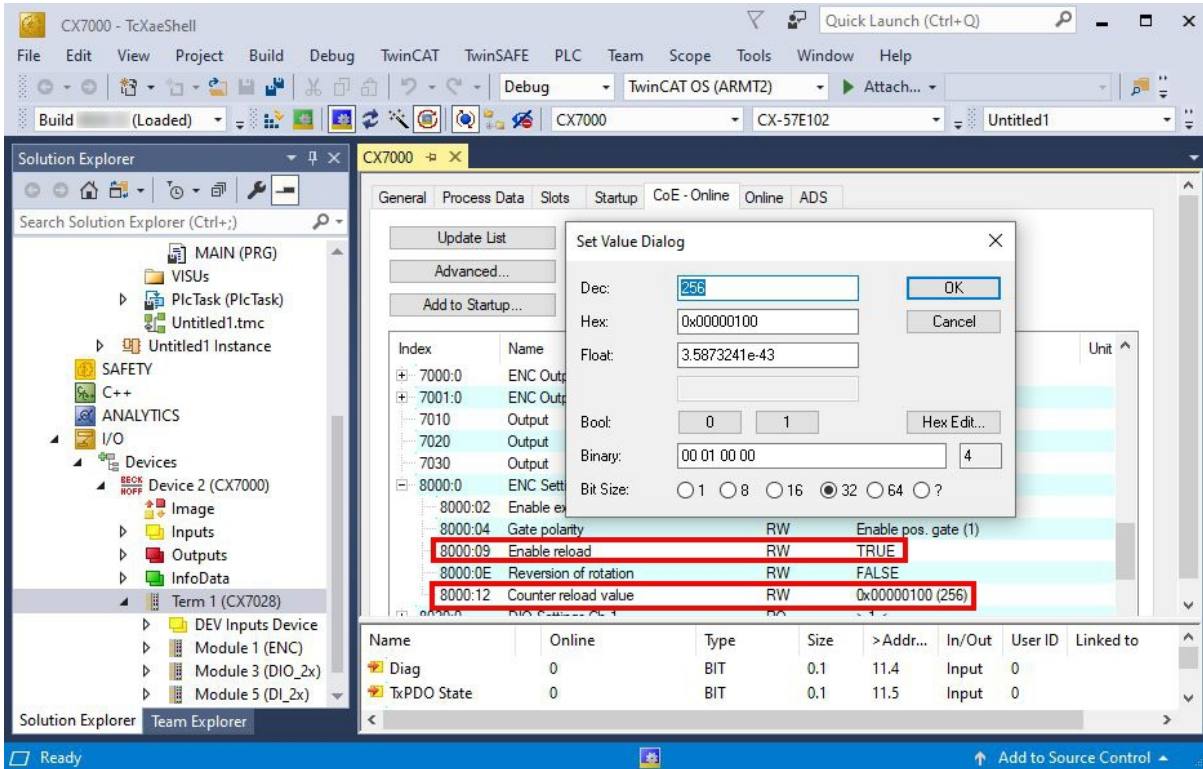 CX7000 - TcXaeShell
Quick Launch (Ctrl+Q)
File Edit View Project Build Debug TwinCAT TwinSAFE PLC Team Scope Tools Window Help
Debug TwinCAT OS (ARMT2) Attach...
Build (Loaded) CX7000 CX-57E102 Untitled1
Solution Explorer
Search Solution Explorer (Ctrl+;)
MAIN (PRG)
VISUs
PlcTask (PlcTask)
Untitled1.tmc
Untitled1 Instance
SAFETY
C++
ANALYTICS
I/O
Devices
BECKHOFF Device 2 (CX7000)
Image
Inputs
Outputs
InfoData
Term 1 (CX7028)
DEV Inputs Device
Module 1 (ENC)
Module 3 (DIO_2x)
Module 5 (DI_2x)
Solution Explorer Team Explorer
CX7000
General Process Data Slots Startup CoE - Online Online ADS
Update List
Advanced...
Add to Startup...
Index Name Unit
7000:0 ENC Outp
7001:0 ENC Outp
7010 Output
7020 Output
7030 Output
8000:0 ENC Setti
8000:02 Enable ex
8000:04 Gate polarity RW Enable pos. gate (1)
8000:09 Enable reload RW TRUE
8000:0E Reversion of rotation RW FALSE
8000:12 Counter reload value RW 0x00000100 (256)
Set Value Dialog
Dec: 256 OK
Hex: 0x00000100 Cancel
Float: 3.5873241e-43
Bool: 0 1 Hex Edit...
Binary: 00 01 00 00 4
Bit Size: 1 8 16 32 64 ?
Name Online Type Size >Addr... In/Out User ID Linked to
Diag 0 BIT 0.1 11.4 Input 0
TxPDO State 0 BIT 0.1 11.5 Input 0
Ready Add to Source Control